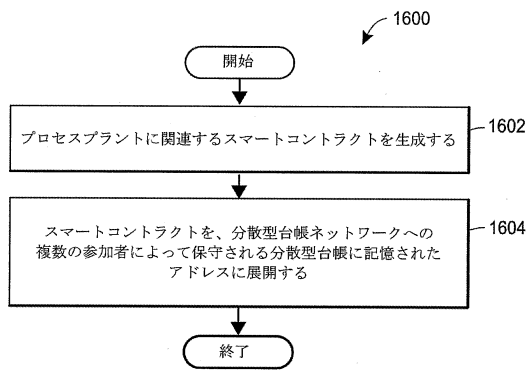 1600
開始
プロセスプラントに関連するスマートコントラクトを生成する
1602
スマートコントラクトを、分散型台帳ネットワークへの
複数の参加者によって保守される分散型台帳に記憶された
アドレスに展開する
1604
終了